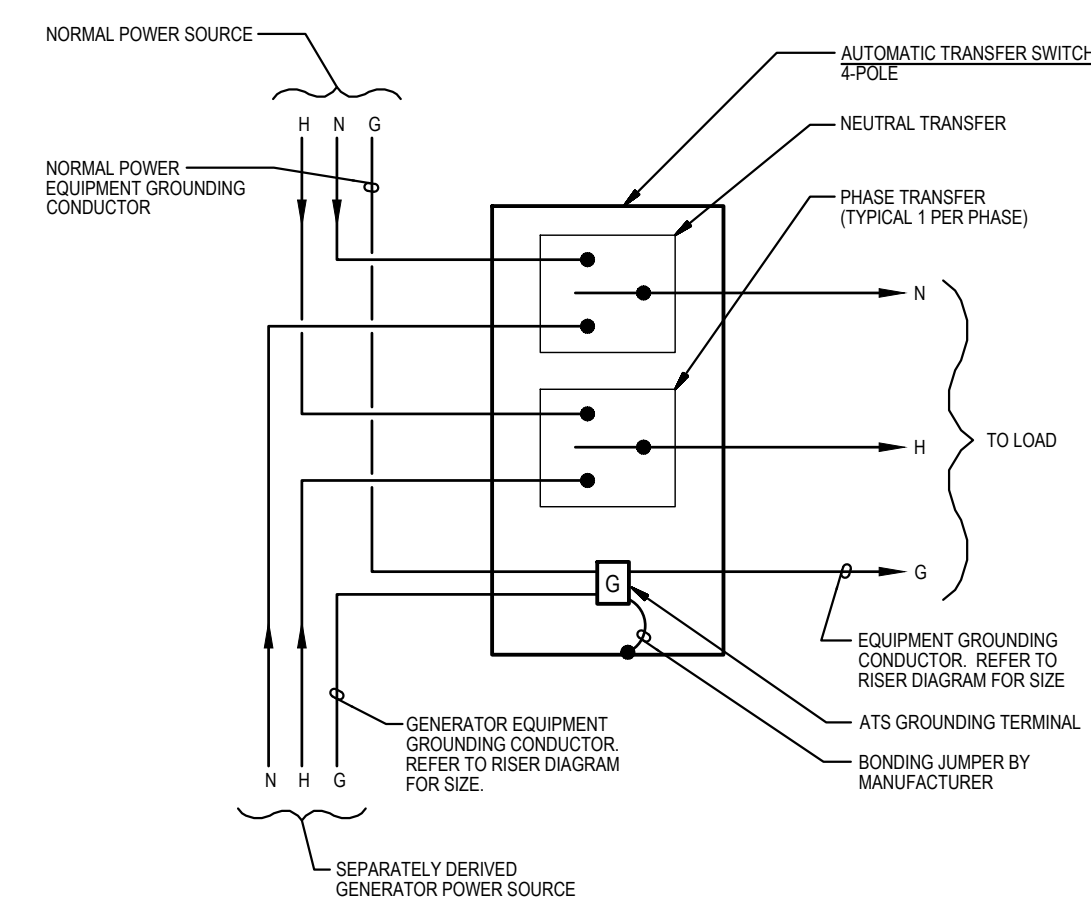 NORMAL POWER SOURCE
AUTOMATIC TRANSFER SWITCH
4-POLE
NEUTRAL TRANSFER
H N G
NORMAL POWER
EQUIPMENT GROUNDING
CONDUCTOR
PHASE TRANSFER
(TYPICAL 1 PER PHASE)
N
H
TO LOAD
G
G
EQUIPMENT GROUNDING
CONDUCTOR. REFER TO
RISER DIAGRAM FOR SIZE
ATS GROUNDING TERMINAL
BONDING JUMPER BY
MANUFACTURER
GENERATOR EQUIPMENT
GROUNDING CONDUCTOR.
REFER TO RISER DIAGRAM
FOR SIZE.
N H G
SEPARATELY DERIVED
GENERATOR POWER SOURCE